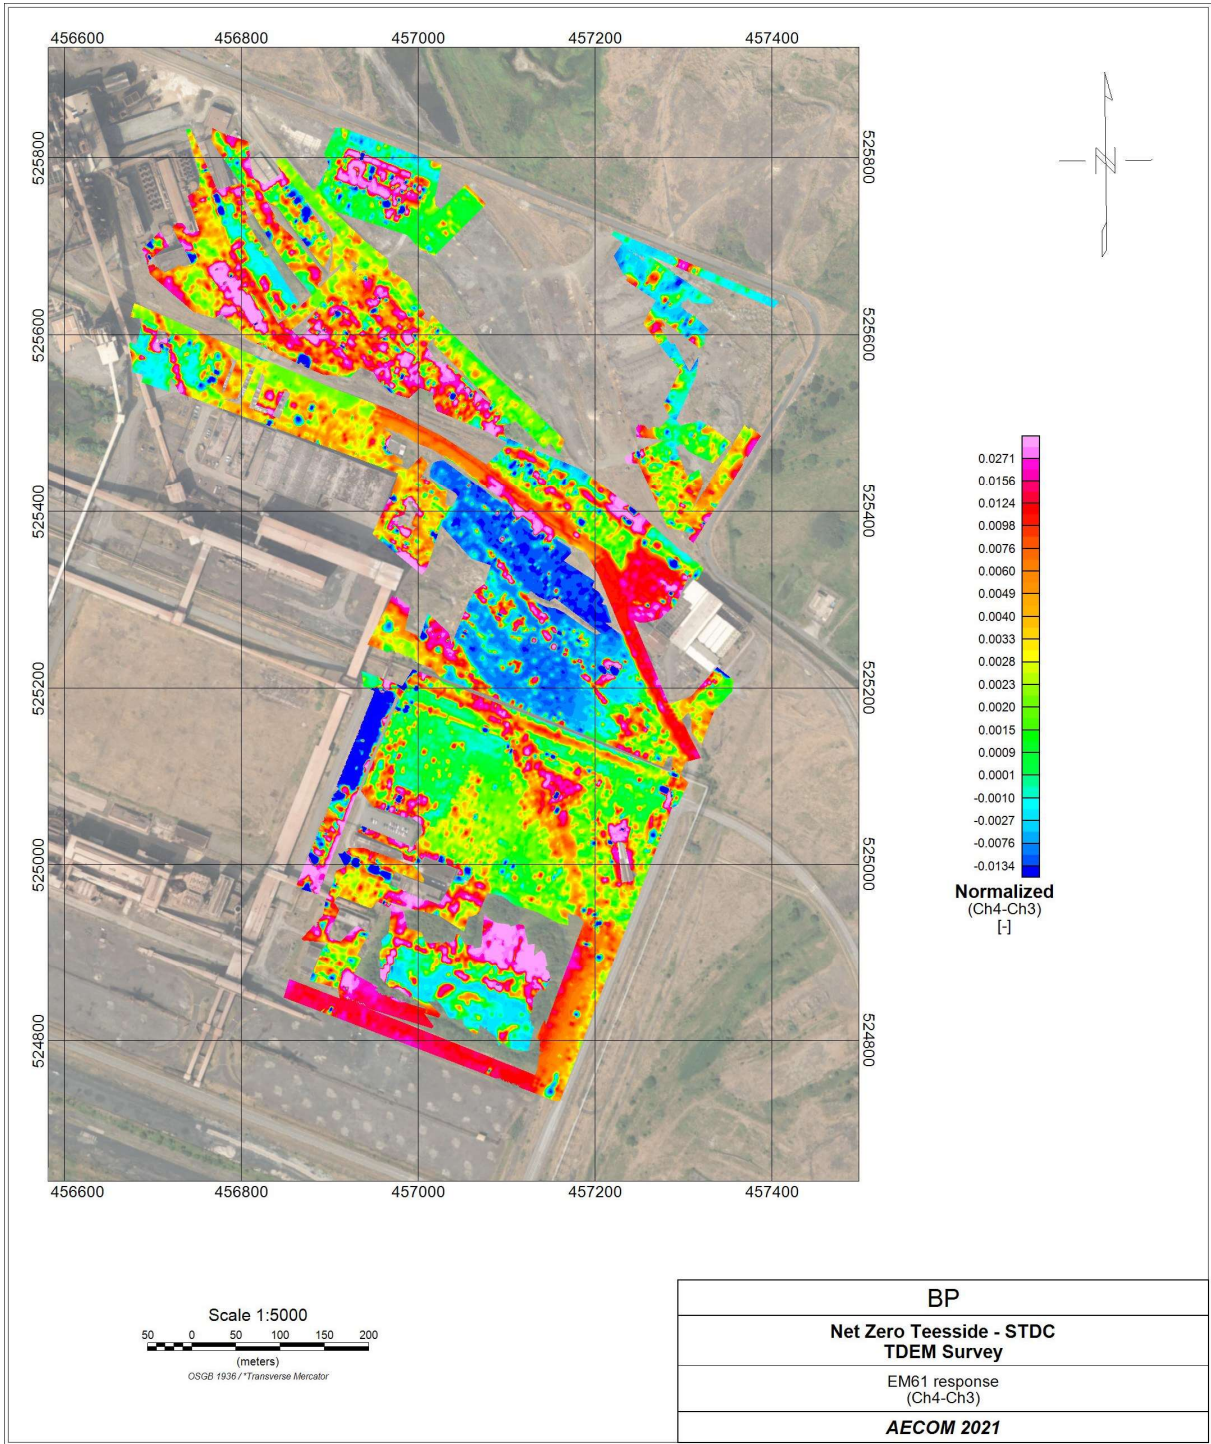 456600 456800 457000 457200 457400
525800 525800
525600 525600
525400 525400
525200 525200
525000 525000
524800 524800
456600 456800 457000 457200 457400
N
0.0271
0.0156
0.0124
0.0098
0.0076
0.0060
0.0049
0.0040
0.0033
0.0028
0.0023
0.0020
0.0015
0.0009
0.0001
-0.0010
-0.0027
-0.0076
-0.0134
Normalized
(Ch4-Ch3)
[-]
Scale 1:5000
50 0 50 100 150 200
(meters)
OSGB 1936 / *Transverse Mercator
BP
Net Zero Teesside - STDC
TDEM Survey
EM61 response
(Ch4-Ch3)
AECOM 2021